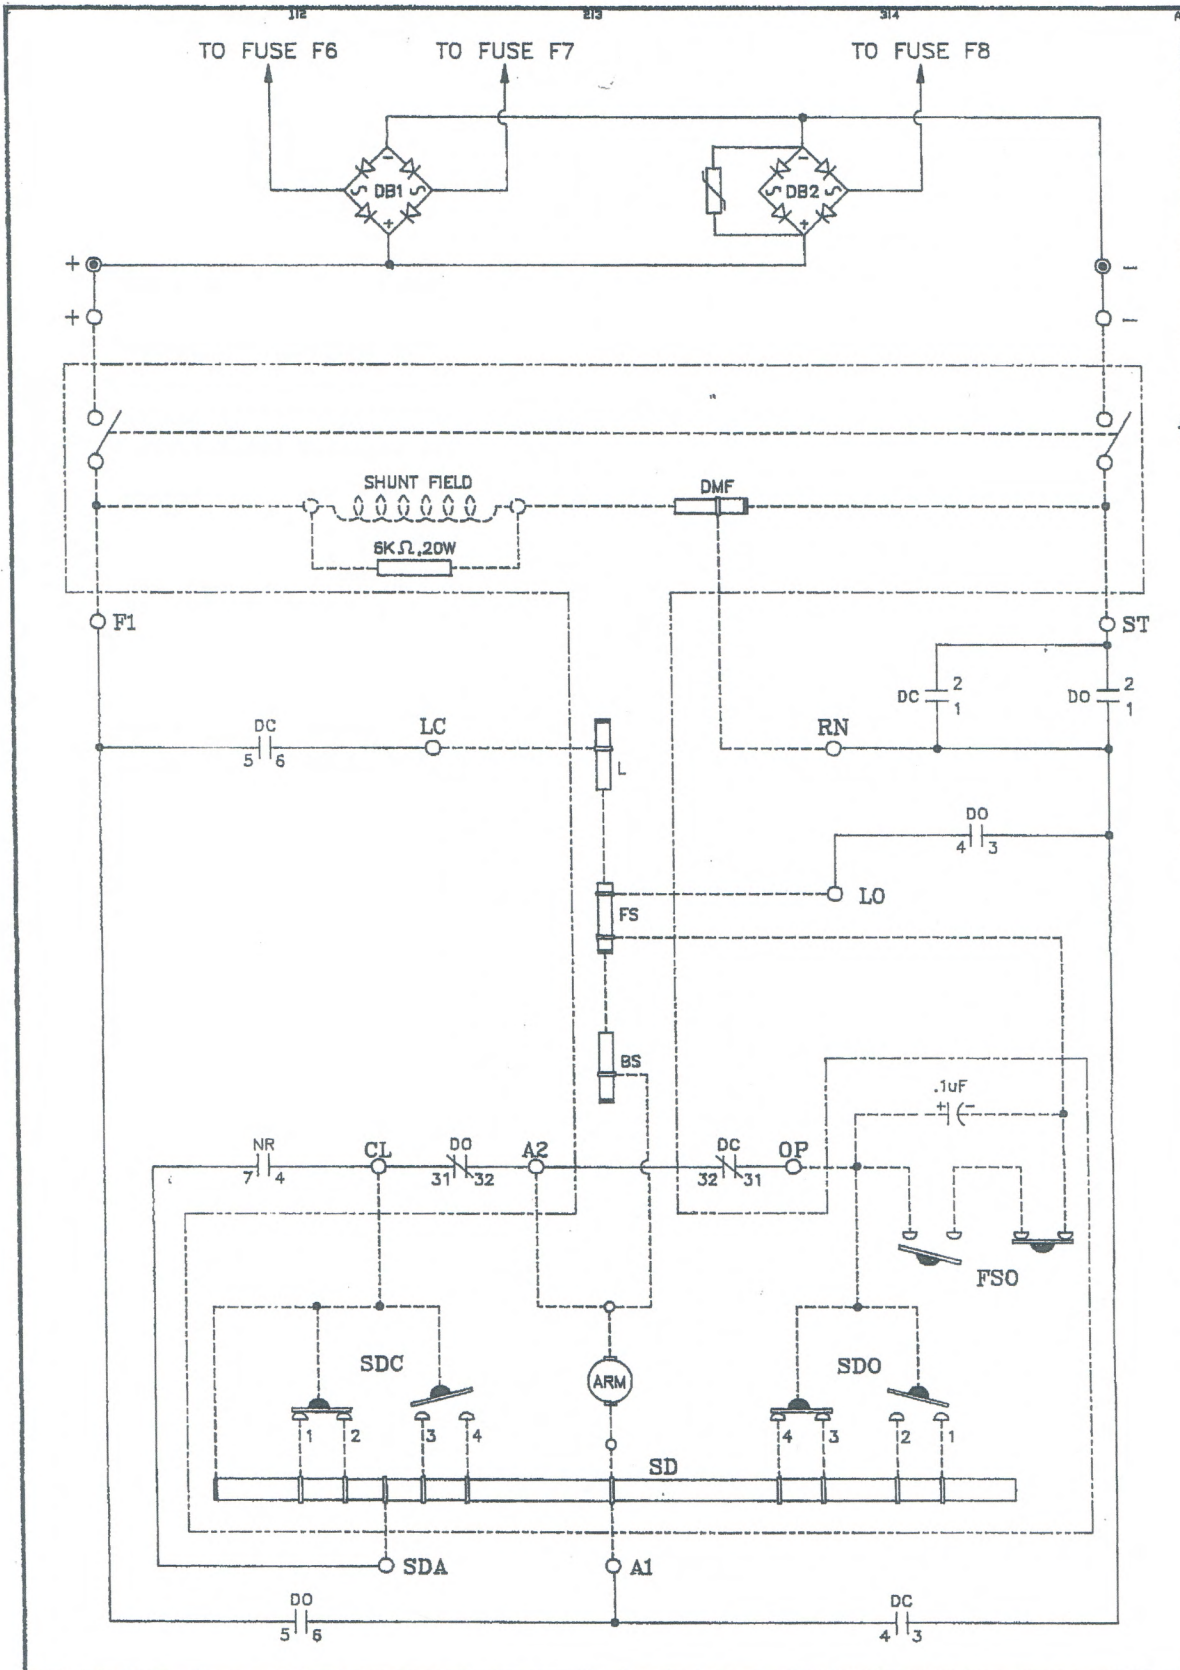 112 213 314 A
TO FUSE F6 TO FUSE F7 TO FUSE F8
- -
DB1 DB2
+ +
+ -
+ -
SHUNT FIELD DMF
6KΩ,20W
F1 ST
DC 2 DO 2
1 1
DC LC RN
5 6 L
DO
4 3
FS LO
BS
.1uF
+ -
NR CL DO A2 DC OP
7 4 31 32 32 31
FSO
SDC SDO
ARM
1 2 3 4 4 3 2 1
SD
SDA A1
DO DC
5 6 4 3